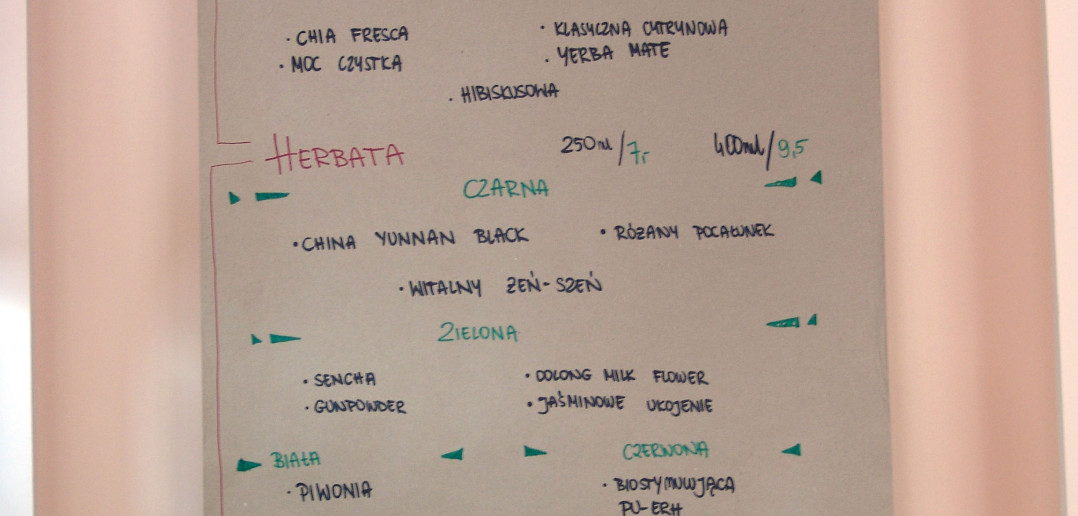 · CHIA FRESCA · KLASYCZNA CYTRYNOWA
· MOC CZYSTKA · YERBA MATE
· HIBISKUSOWA
HERBATA 250ml/7,- 400ml/9,5
CZARNA
· CHINA YUNNAN BLACK · RÓŻANY POCAŁUNEK
· WITALNY ŻEŃ-SZEŃ
ZIELONA
· SENCHA · OOLONG MILK FLOWER
· GUNPOWDER · JAŚMINOWE UKOJENIE
BIAŁA CZERWONA
· PIWONIA · BIOSTYMULUJĄCA
PU-ERH